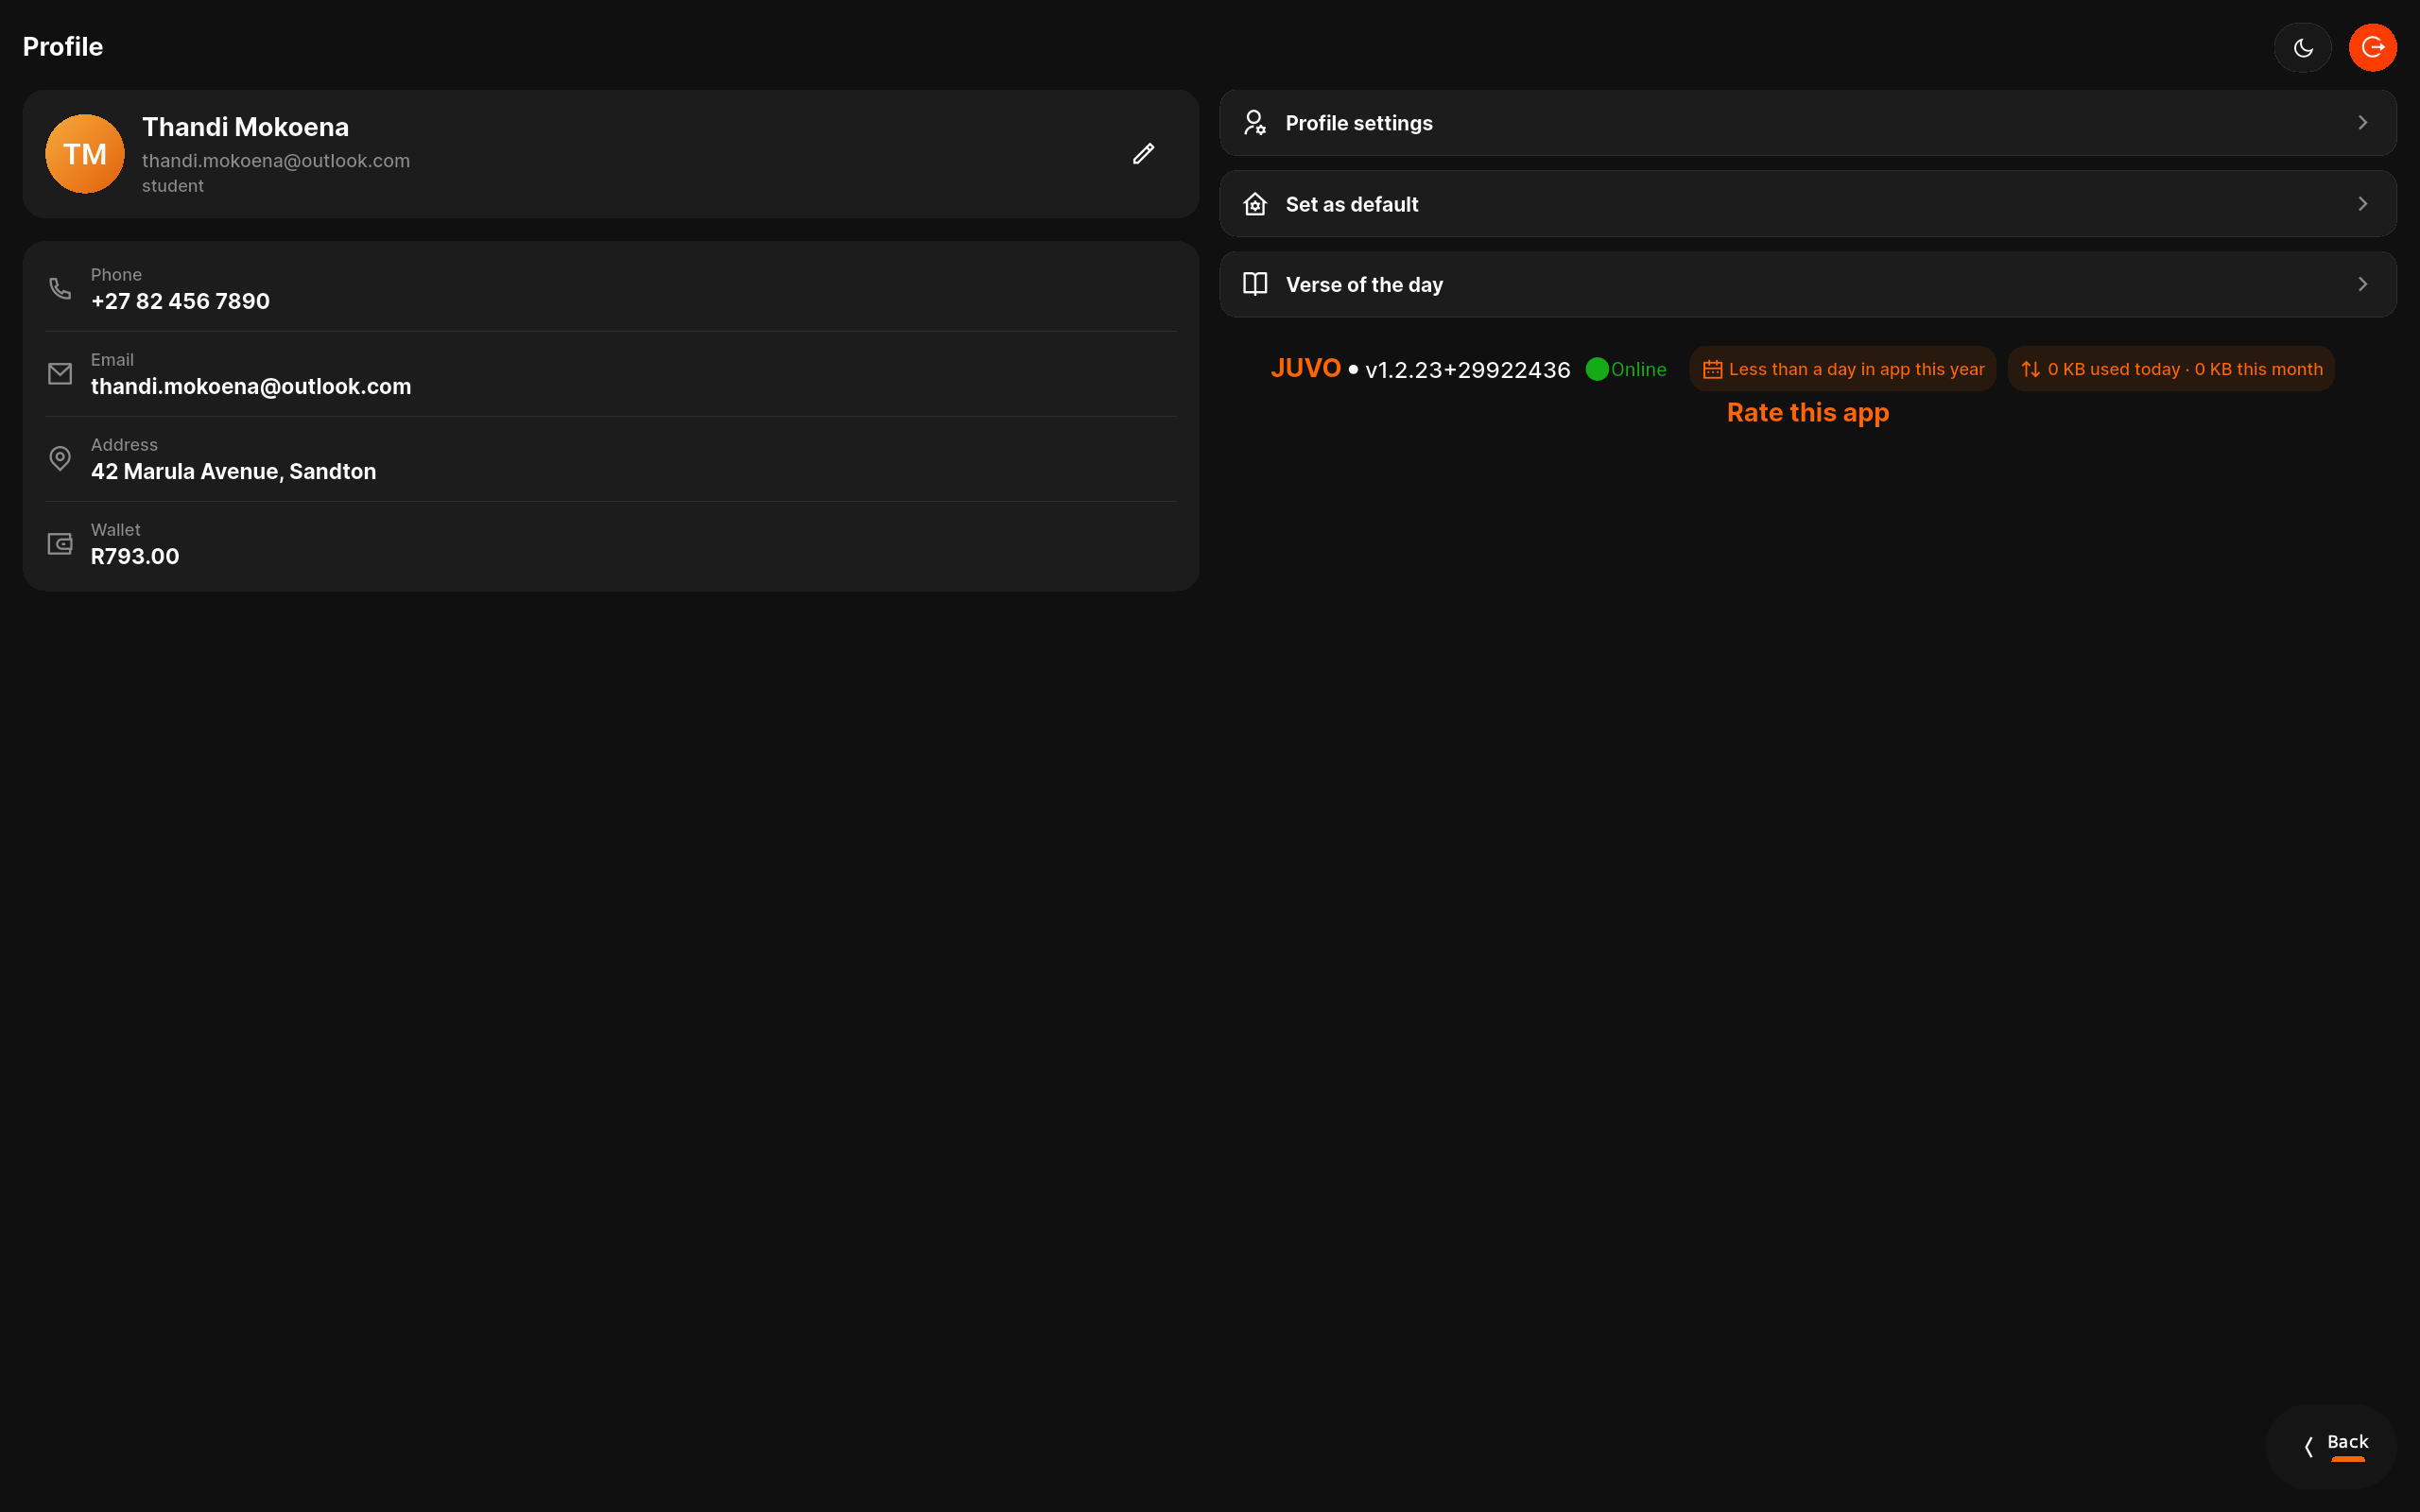 Profile
TM
Thandi Mokoena
thandi.mokoena@outlook.com
student
Phone
+27 82 456 7890
Email
thandi.mokoena@outlook.com
Address
42 Marula Avenue, Sandton
Wallet
R793.00
Profile settings
Set as default
Verse of the day
JUVO • v1.2.23+29922436 Online Less than a day in app this year 0 KB used today · 0 KB this month
Rate this app
Back